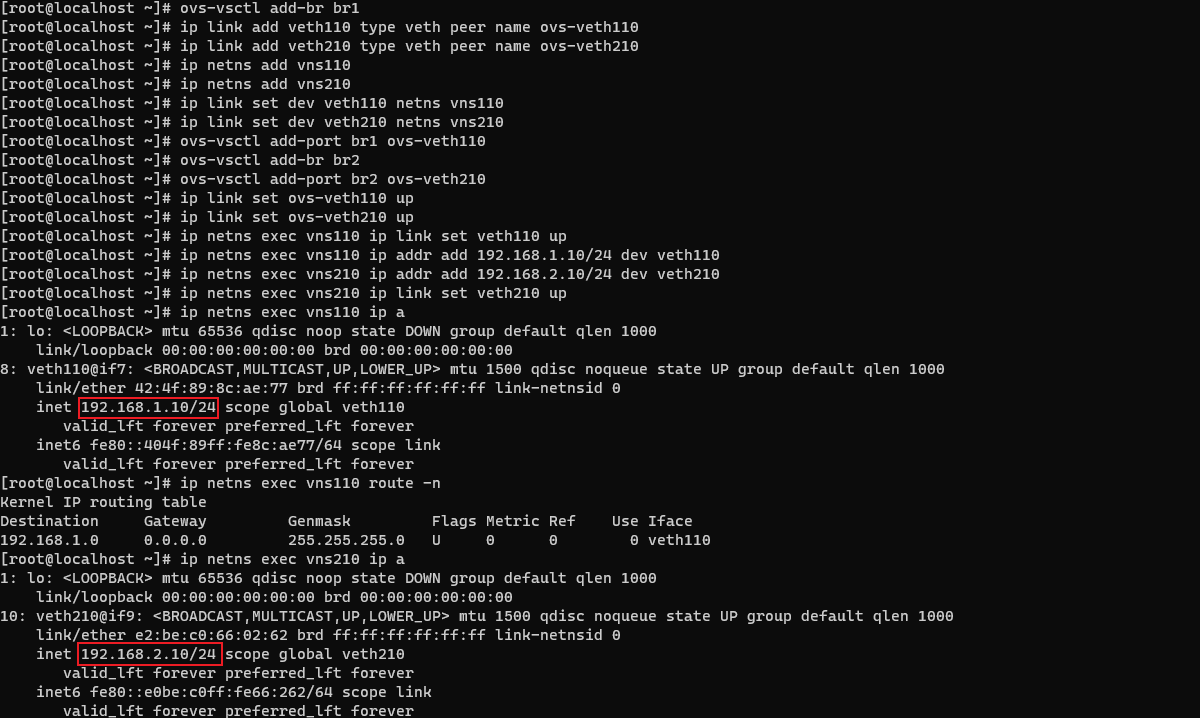 [root@localhost ~]# ovs-vsctl add-br br1
[root@localhost ~]# ip link add veth110 type veth peer name ovs-veth110
[root@localhost ~]# ip link add veth210 type veth peer name ovs-veth210
[root@localhost ~]# ip netns add vns110
[root@localhost ~]# ip netns add vns210
[root@localhost ~]# ip link set dev veth110 netns vns110
[root@localhost ~]# ip link set dev veth210 netns vns210
[root@localhost ~]# ovs-vsctl add-port br1 ovs-veth110
[root@localhost ~]# ovs-vsctl add-br br2
[root@localhost ~]# ovs-vsctl add-port br2 ovs-veth210
[root@localhost ~]# ip link set ovs-veth110 up
[root@localhost ~]# ip link set ovs-veth210 up
[root@localhost ~]# ip netns exec vns110 ip link set veth110 up
[root@localhost ~]# ip netns exec vns110 ip addr add 192.168.1.10/24 dev veth110
[root@localhost ~]# ip netns exec vns210 ip addr add 192.168.2.10/24 dev veth210
[root@localhost ~]# ip netns exec vns210 ip link set veth210 up
[root@localhost ~]# ip netns exec vns110 ip a
1: lo: <LOOPBACK> mtu 65536 qdisc noop state DOWN group default qlen 1000
    link/loopback 00:00:00:00:00:00 brd 00:00:00:00:00:00
8: veth110@if7: <BROADCAST,MULTICAST,UP,LOWER_UP> mtu 1500 qdisc noqueue state UP group default qlen 1000
    link/ether 42:4f:89:8c:ae:77 brd ff:ff:ff:ff:ff:ff link-netnsid 0
    inet 192.168.1.10/24 scope global veth110
       valid_lft forever preferred_lft forever
    inet6 fe80::404f:89ff:fe8c:ae77/64 scope link
       valid_lft forever preferred_lft forever
[root@localhost ~]# ip netns exec vns110 route -n
Kernel IP routing table
Destination     Gateway         Genmask         Flags Metric Ref    Use Iface
192.168.1.0     0.0.0.0         255.255.255.0   U     0      0        0 veth110
[root@localhost ~]# ip netns exec vns210 ip a
1: lo: <LOOPBACK> mtu 65536 qdisc noop state DOWN group default qlen 1000
    link/loopback 00:00:00:00:00:00 brd 00:00:00:00:00:00
10: veth210@if9: <BROADCAST,MULTICAST,UP,LOWER_UP> mtu 1500 qdisc noqueue state UP group default qlen 1000
    link/ether e2:be:c0:66:02:62 brd ff:ff:ff:ff:ff:ff link-netnsid 0
    inet 192.168.2.10/24 scope global veth210
       valid_lft forever preferred_lft forever
    inet6 fe80::e0be:c0ff:fe66:262/64 scope link
       valid_lft forever preferred_lft forever